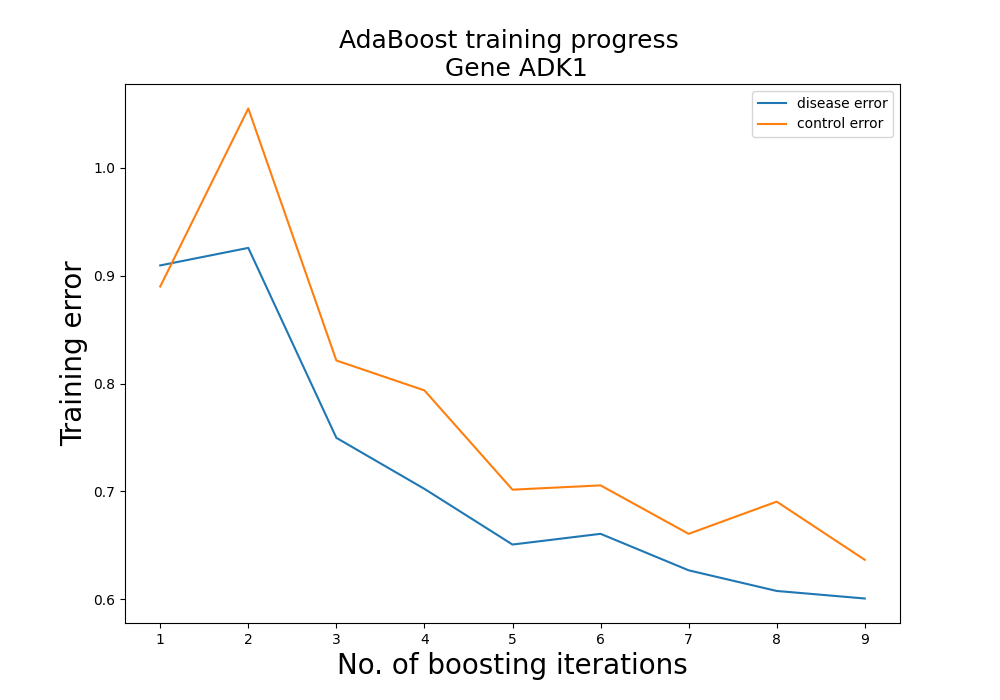 AdaBoost training progress
Gene ADK1
disease error
control error
Training error
1.0
0.9
0.8
0.7
0.6
1 2 3 4 5 6 7 8 9
No. of boosting iterations